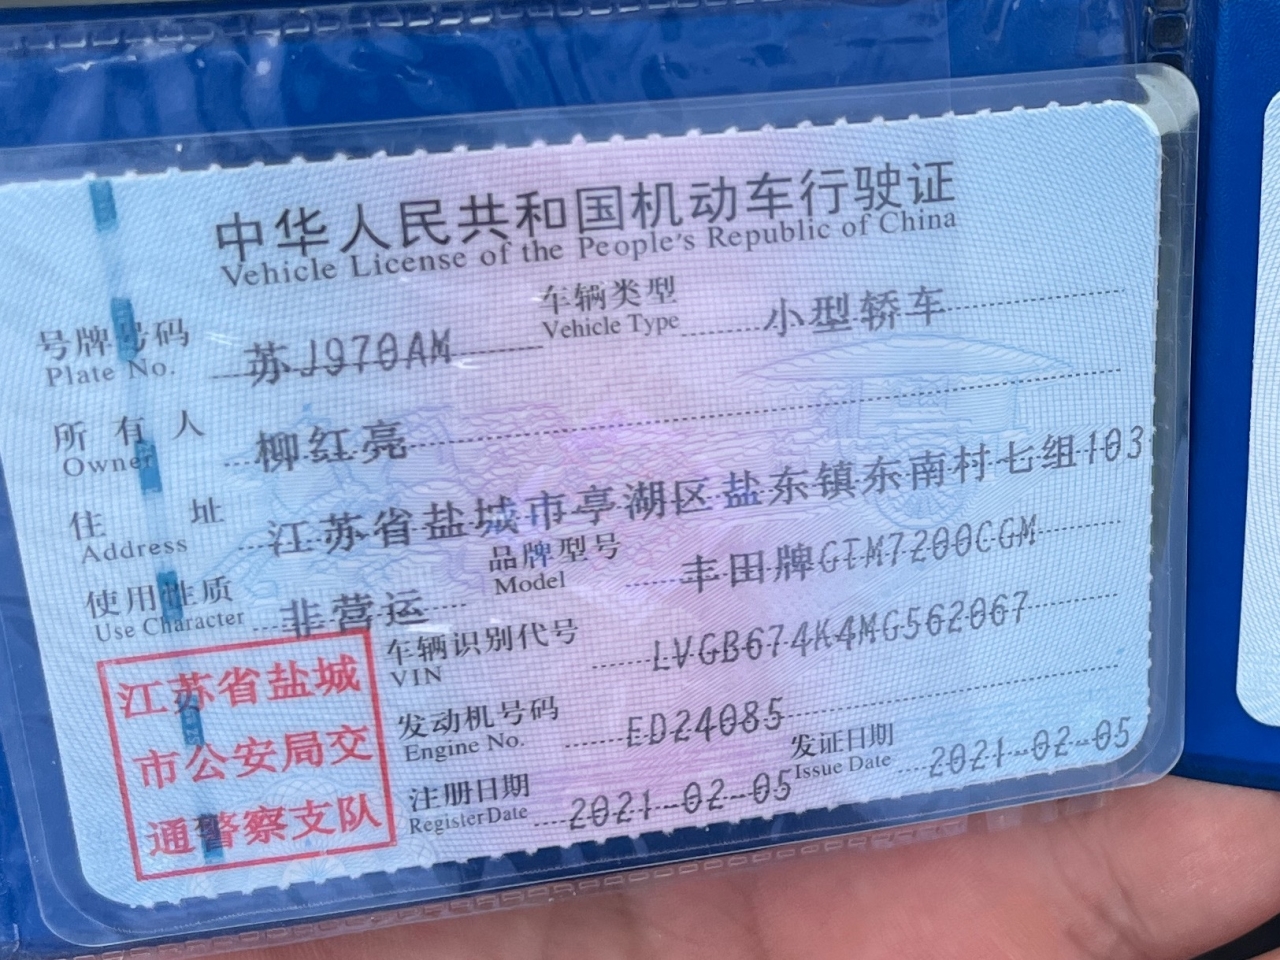 中华人民共和国机动车行驶证
Vehicle License of the People's Republic of China
号牌号码 苏J970AM 车辆类型 小型轿车
Plate No. Vehicle Type
所有人 柳红亮
Owner
住址 江苏省盐城市亭湖区盐东镇东南村七组103
Address
使用性质 非营运 品牌型号 丰田牌GTM7200CGM
Use Character Model
车辆识别代号 LVGB674K4MG562067
VIN
发动机号码 ED24085
Engine No.
注册日期 2021-02-05 发证日期 2021-02-05
Register Date Issue Date
江苏省盐城
市公安局交
通警察支队